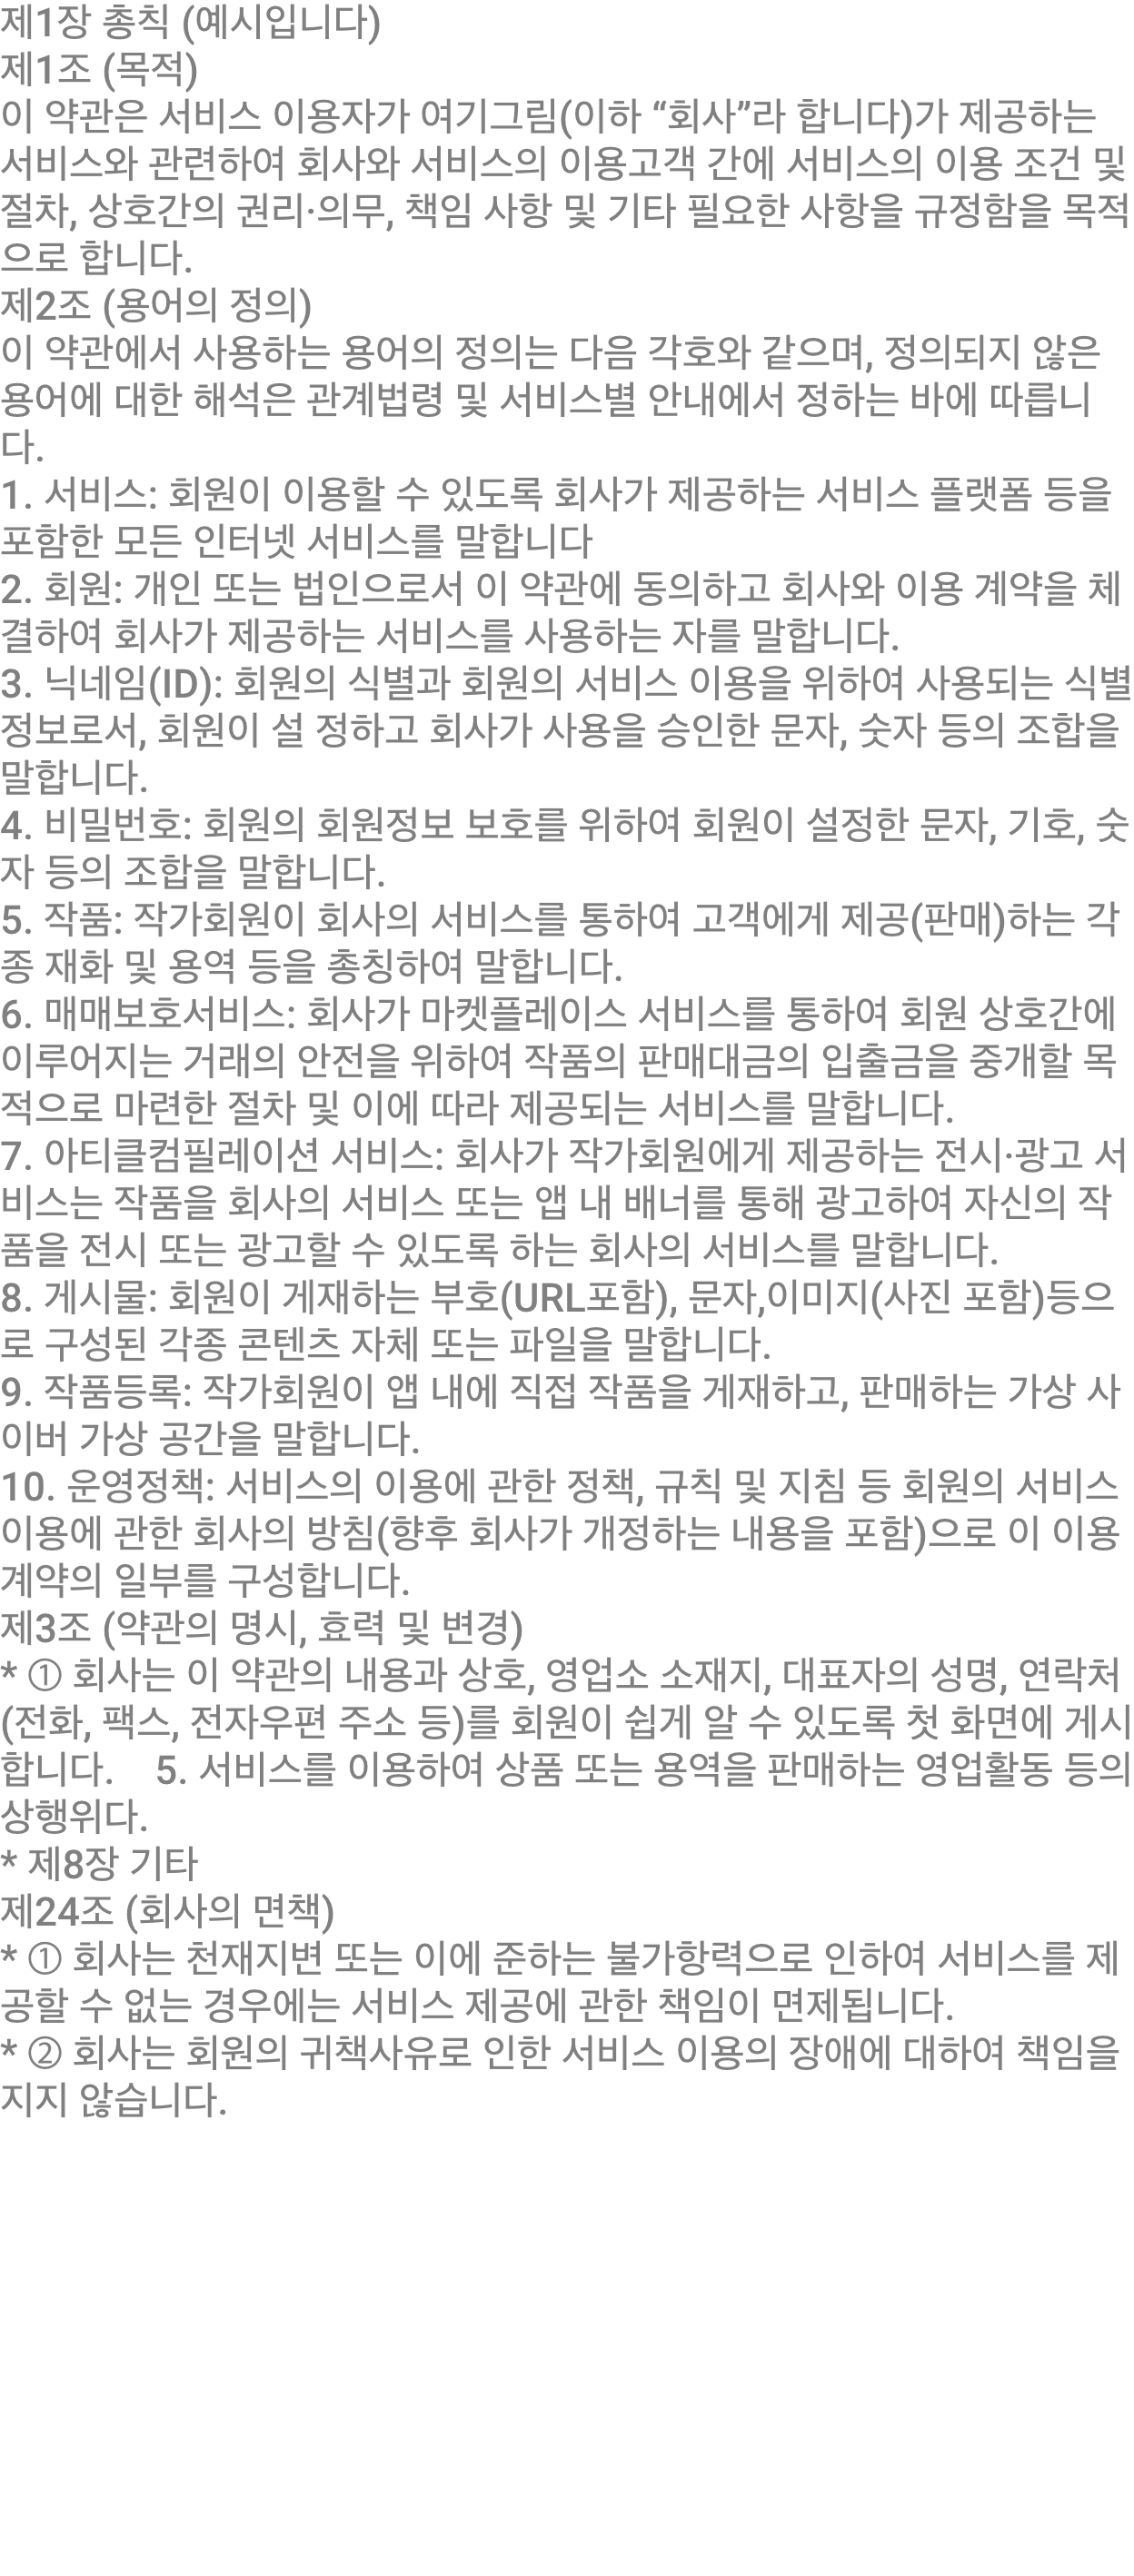 제1장 총칙 (예시입니다)
제1조 (목적)
이 약관은 서비스 이용자가 여기그림(이하 “회사”라 합니다)가 제공하는
서비스와 관련하여 회사와 서비스의 이용고객 간에 서비스의 이용 조건 및
절차, 상호간의 권리·의무, 책임 사항 및 기타 필요한 사항을 규정함을 목적
으로 합니다.
제2조 (용어의 정의)
이 약관에서 사용하는 용어의 정의는 다음 각호와 같으며, 정의되지 않은
용어에 대한 해석은 관계법령 및 서비스별 안내에서 정하는 바에 따릅니
다.
1. 서비스: 회원이 이용할 수 있도록 회사가 제공하는 서비스 플랫폼 등을
포함한 모든 인터넷 서비스를 말합니다
2. 회원: 개인 또는 법인으로서 이 약관에 동의하고 회사와 이용 계약을 체
결하여 회사가 제공하는 서비스를 사용하는 자를 말합니다.
3. 닉네임(ID): 회원의 식별과 회원의 서비스 이용을 위하여 사용되는 식별
정보로서, 회원이 설 정하고 회사가 사용을 승인한 문자, 숫자 등의 조합을
말합니다.
4. 비밀번호: 회원의 회원정보 보호를 위하여 회원이 설정한 문자, 기호, 숫
자 등의 조합을 말합니다.
5. 작품: 작가회원이 회사의 서비스를 통하여 고객에게 제공(판매)하는 각
종 재화 및 용역 등을 총칭하여 말합니다.
6. 매매보호서비스: 회사가 마켓플레이스 서비스를 통하여 회원 상호간에
이루어지는 거래의 안전을 위하여 작품의 판매대금의 입출금을 중개할 목
적으로 마련한 절차 및 이에 따라 제공되는 서비스를 말합니다.
7. 아티클컴필레이션 서비스: 회사가 작가회원에게 제공하는 전시·광고 서
비스는 작품을 회사의 서비스 또는 앱 내 배너를 통해 광고하여 자신의 작
품을 전시 또는 광고할 수 있도록 하는 회사의 서비스를 말합니다.
8. 게시물: 회원이 게재하는 부호(URL포함), 문자,이미지(사진 포함)등으
로 구성된 각종 콘텐츠 자체 또는 파일을 말합니다.
9. 작품등록: 작가회원이 앱 내에 직접 작품을 게재하고, 판매하는 가상 사
이버 가상 공간을 말합니다.
10. 운영정책: 서비스의 이용에 관한 정책, 규칙 및 지침 등 회원의 서비스
이용에 관한 회사의 방침(향후 회사가 개정하는 내용을 포함)으로 이 이용
계약의 일부를 구성합니다.
제3조 (약관의 명시, 효력 및 변경)
* ① 회사는 이 약관의 내용과 상호, 영업소 소재지, 대표자의 성명, 연락처
(전화, 팩스, 전자우편 주소 등)를 회원이 쉽게 알 수 있도록 첫 화면에 게시
합니다.    5. 서비스를 이용하여 상품 또는 용역을 판매하는 영업활동 등의
상행위다.
* 제8장 기타
제24조 (회사의 면책)
* ① 회사는 천재지변 또는 이에 준하는 불가항력으로 인하여 서비스를 제
공할 수 없는 경우에는 서비스 제공에 관한 책임이 면제됩니다.
* ② 회사는 회원의 귀책사유로 인한 서비스 이용의 장애에 대하여 책임을
지지 않습니다.